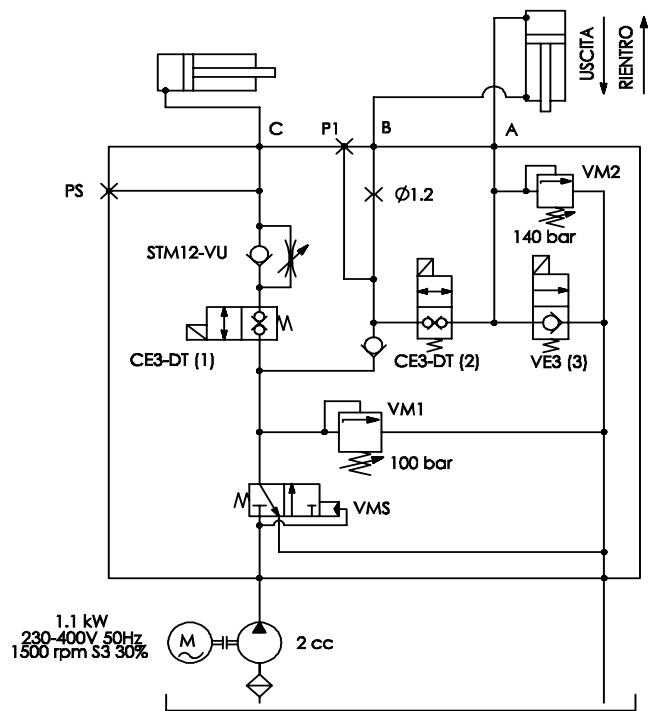 USCITA
RIENTRO
C
P1
B
A
PS
Ø1.2
VM2
140 bar
STM12-VU
CE3-DT (1)
CE3-DT (2)
VE3 (3)
VM1
100 bar
VMS
1.1 kW
230-400V 50Hz
1500 rpm S3 30%
M
2 cc